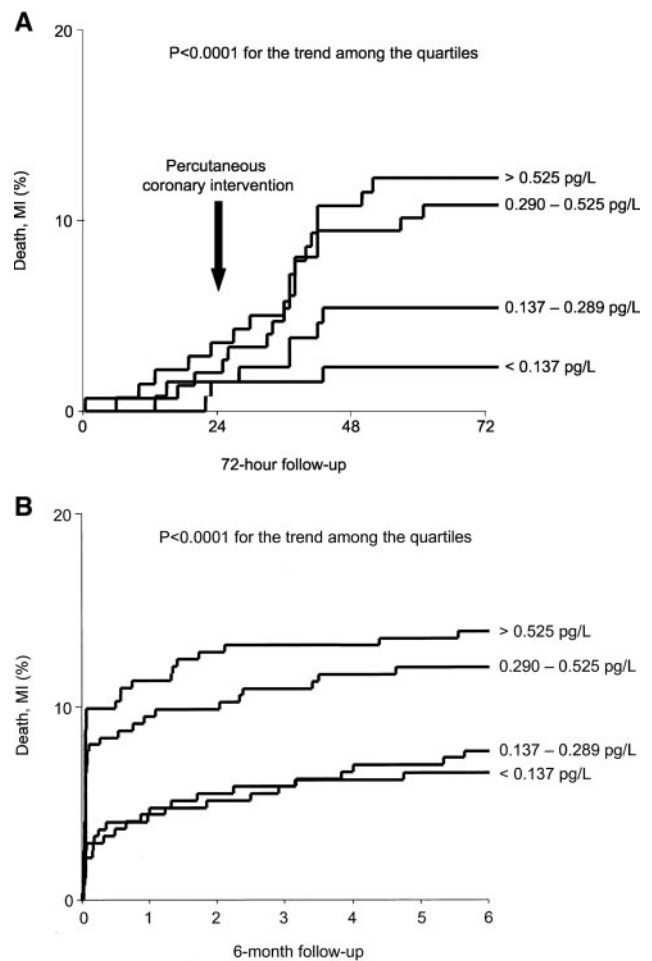 A
20
P<0.0001 for the trend among the quartiles
Percutaneous
coronary intervention
Death, MI (%)
> 0.525 pg/L
0.290 – 0.525 pg/L
10
0.137 – 0.289 pg/L
< 0.137 pg/L
0
0 24 48 72
72-hour follow-up
B
20
P<0.0001 for the trend among the quartiles
Death, MI (%)
> 0.525 pg/L
0.290 – 0.525 pg/L
10
0.137 – 0.289 pg/L
< 0.137 pg/L
0
0 1 2 3 4 5 6
6-month follow-up